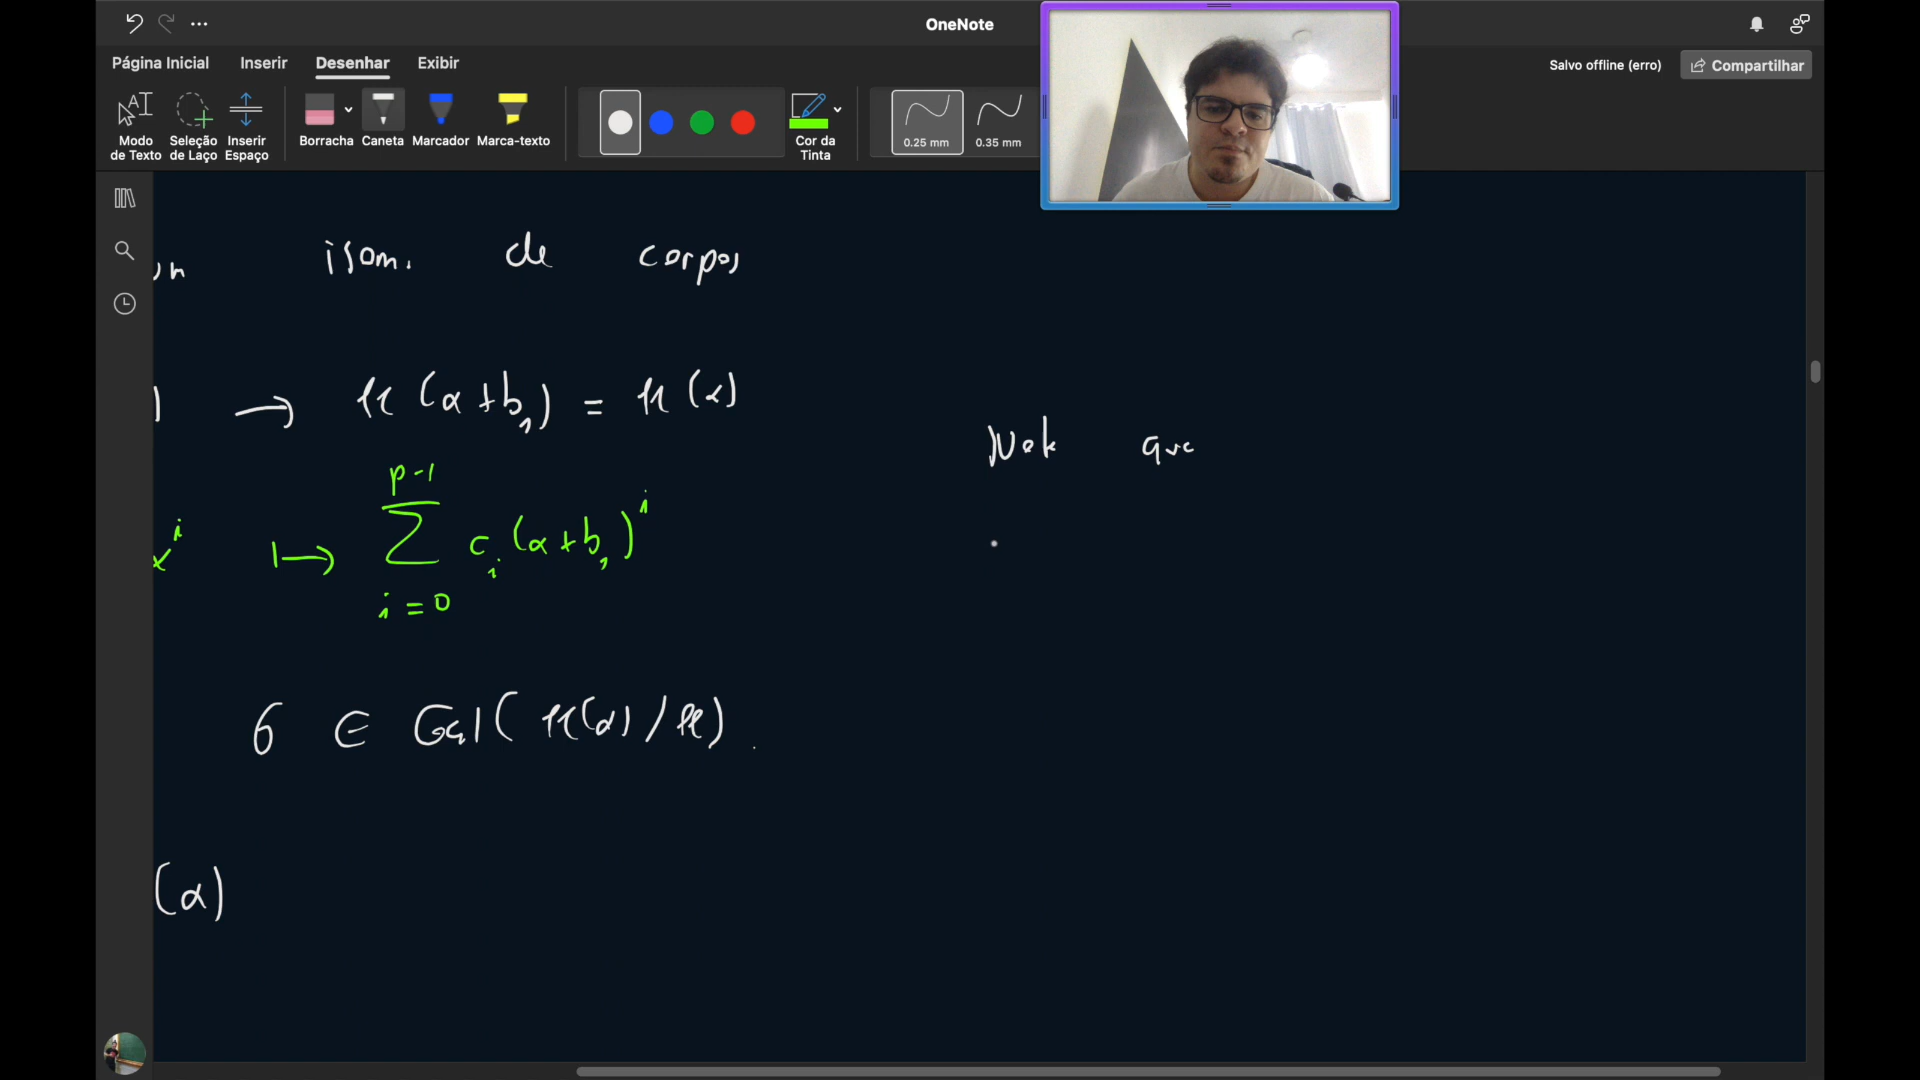 OneNote
Página Inicial Inserir Desenhar Exibir
Salvo offline (erro) Compartilhar
Modo de Texto
Seleção de Laço
Inserir Espaço
Borracha
Caneta
Marcador
Marca-texto
Cor da Tinta
0.25 mm
0.35 mm
isom. de corpos
) → K(α+b₁) = K(α)
αⁱ ↦ ∑_{i=0}^{p-1} cᵢ(α+b₁)ⁱ
σ ∈ Gal(K(α)/K).
(α)
Note que